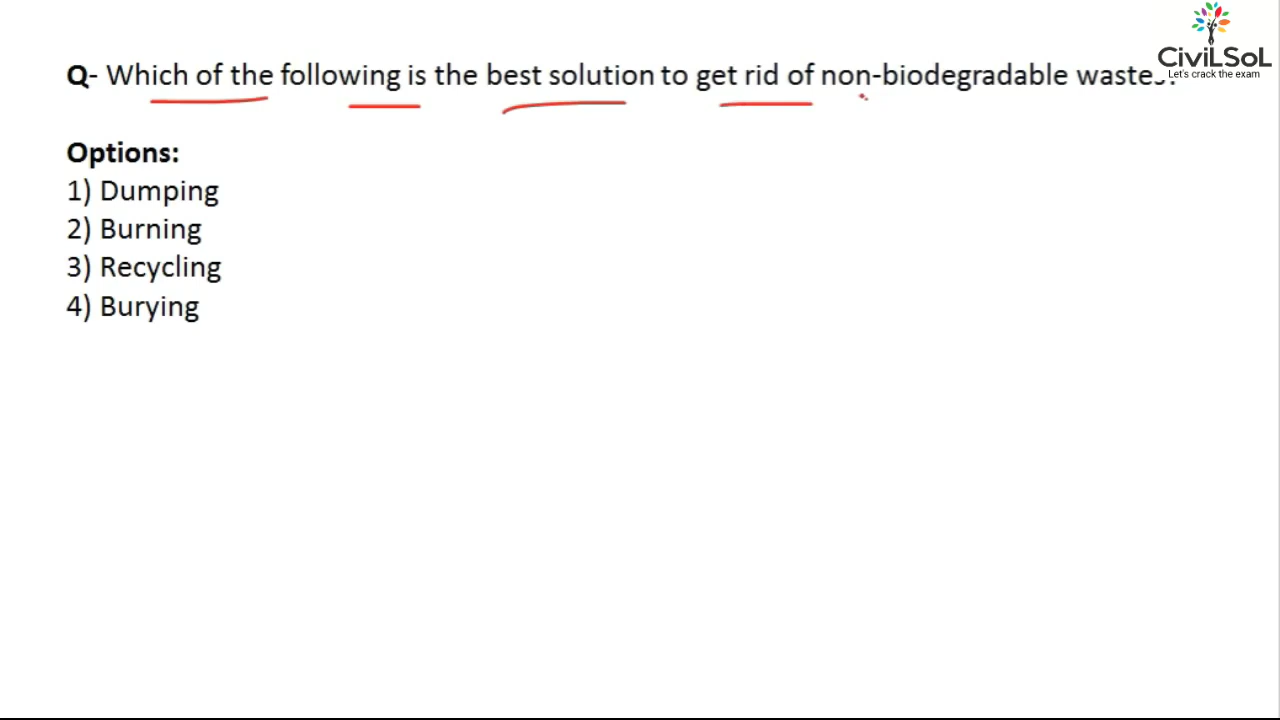 CiviLSoL
Let's crack the exam
Q- Which of the following is the best solution to get rid of non-biodegradable wastes?
Options:
1) Dumping
2) Burning
3) Recycling
4) Burying